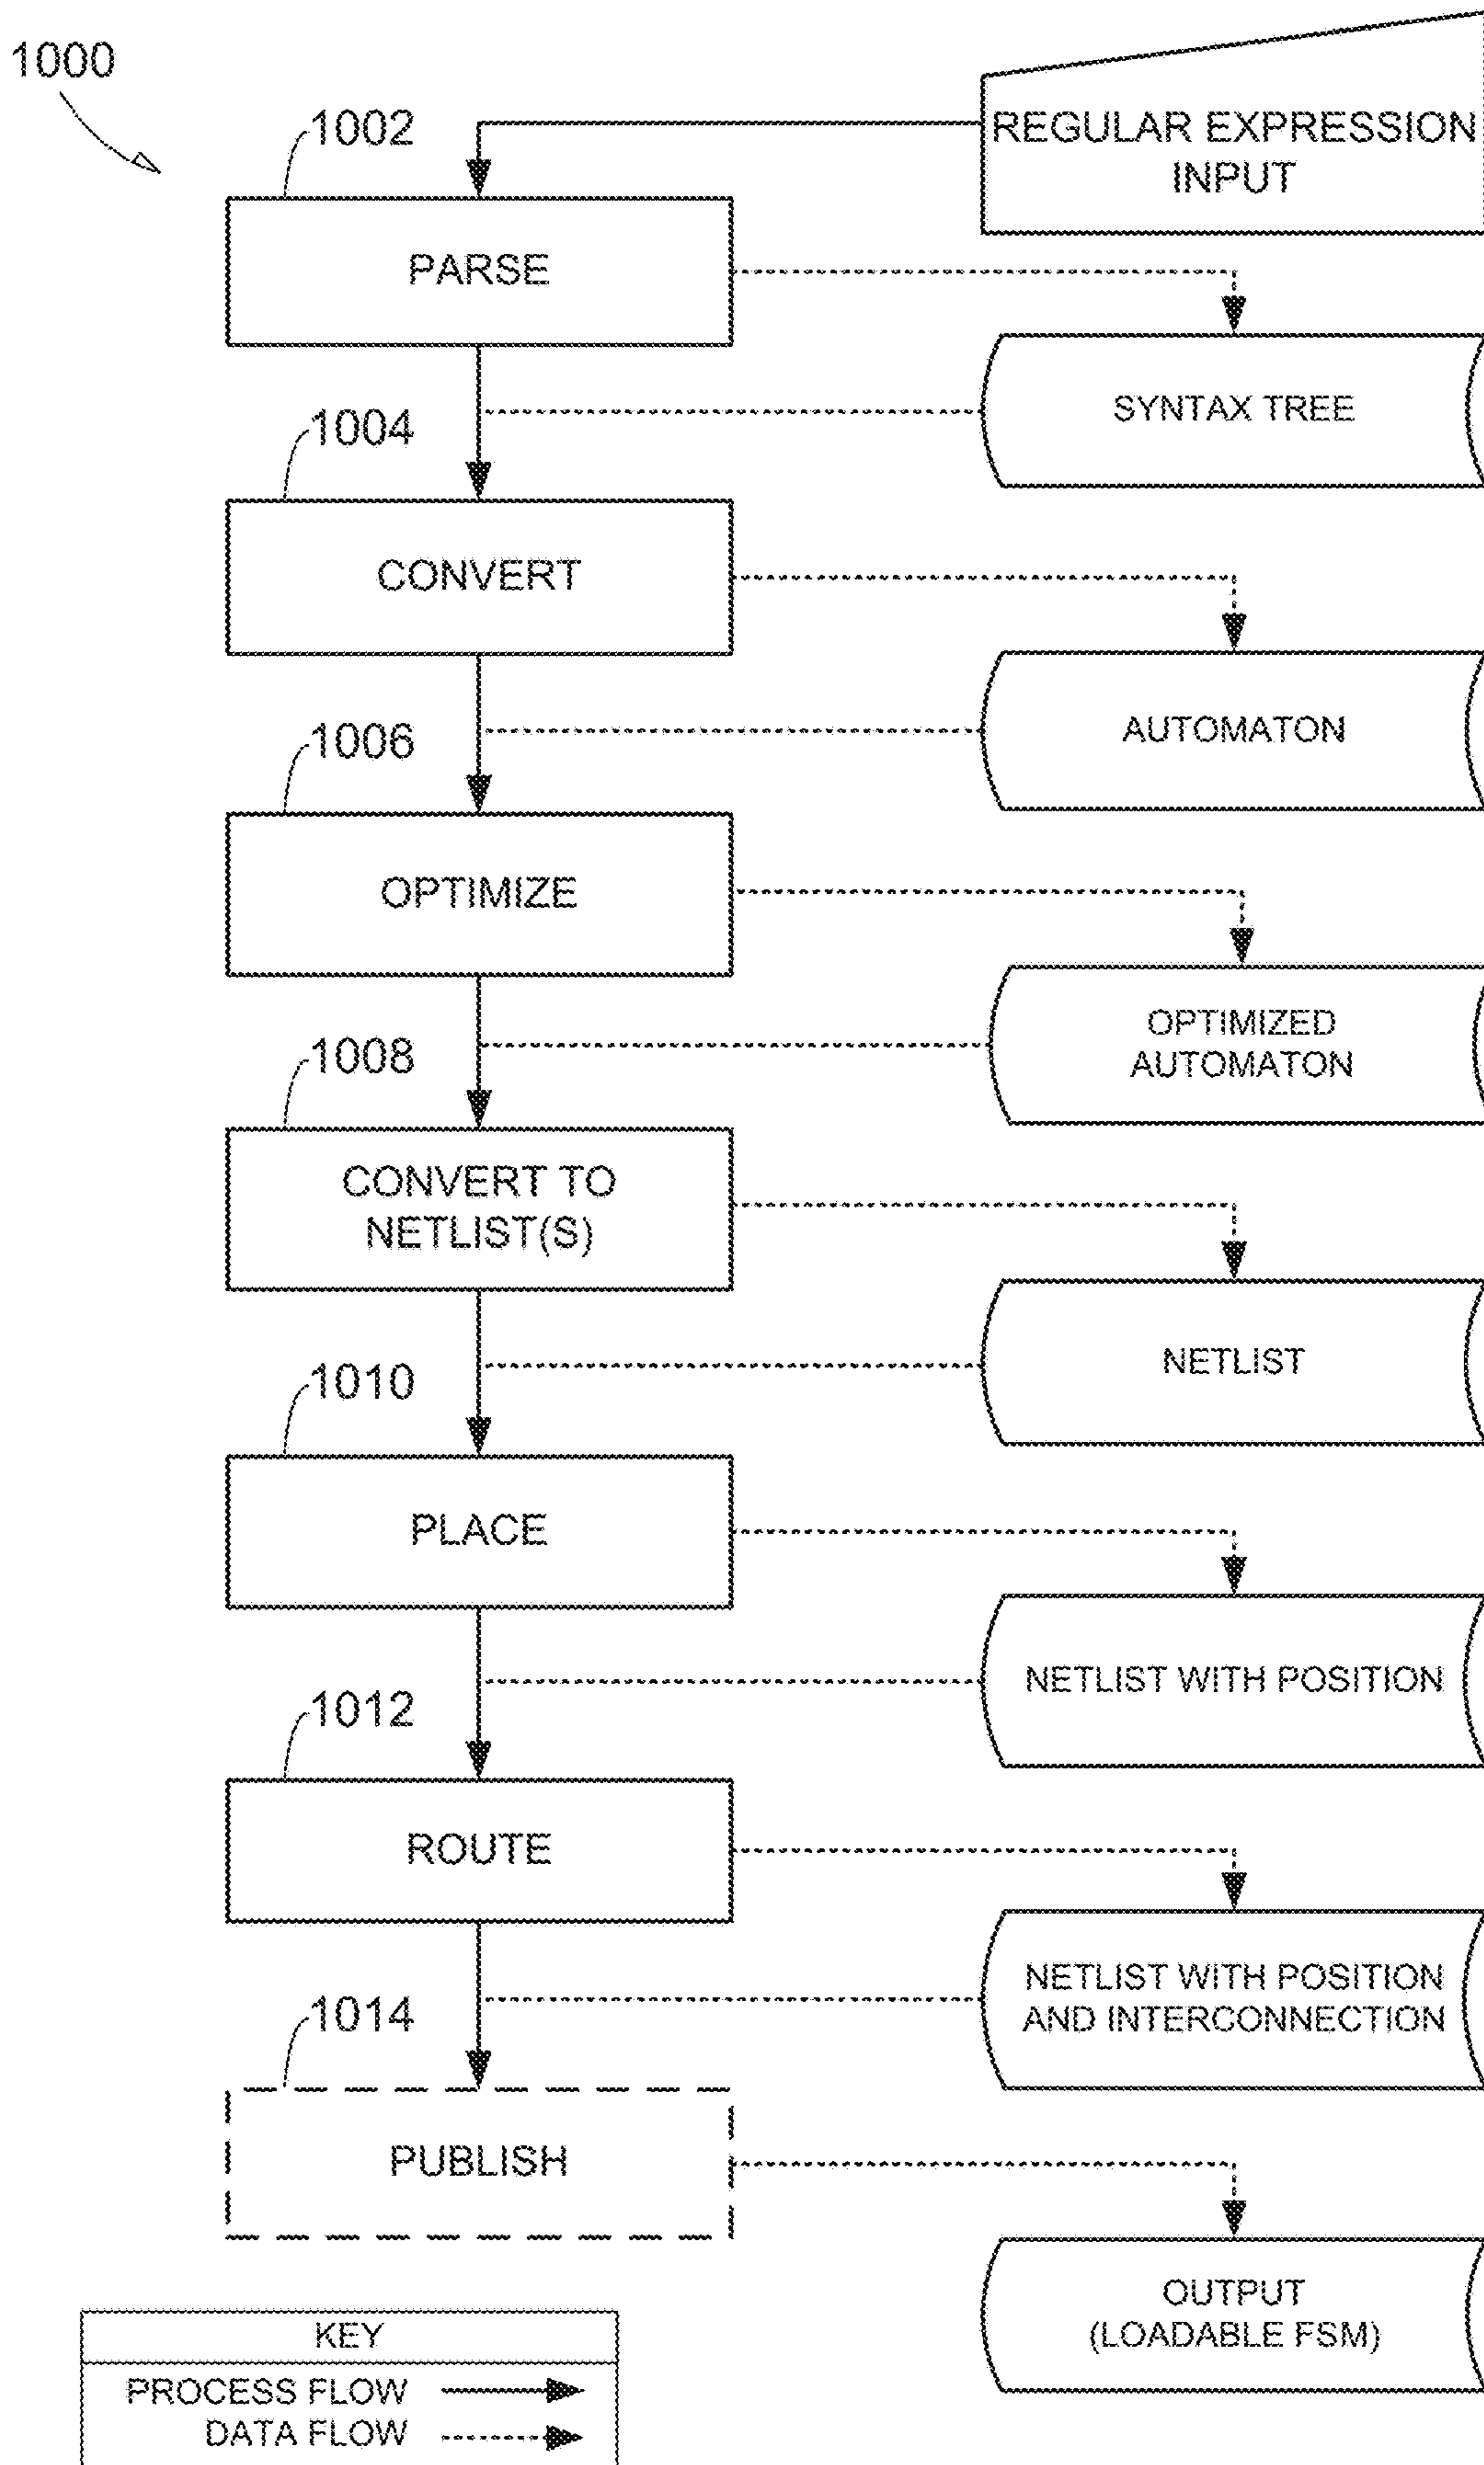 1000
1002
REGULAR EXPRESSION
INPUT
PARSE
SYNTAX TREE
1004
CONVERT
AUTOMATON
1006
OPTIMIZE
OPTIMIZED
AUTOMATON
1008
CONVERT TO
NETLIST(S)
NETLIST
1010
PLACE
NETLIST WITH POSITION
1012
ROUTE
NETLIST WITH POSITION
AND INTERCONNECTION
1014
PUBLISH
OUTPUT
(LOADABLE FSM)
KEY
PROCESS FLOW
DATA FLOW